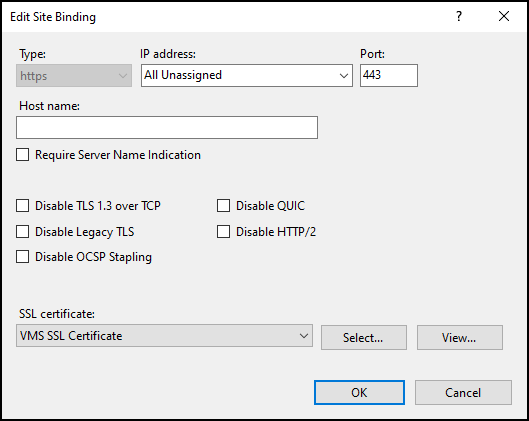 Edit Site Binding
Type: IP address: Port:
https All Unassigned 443
Host name:
Require Server Name Indication
Disable TLS 1.3 over TCP Disable QUIC
Disable Legacy TLS Disable HTTP/2
Disable OCSP Stapling
SSL certificate:
VMS SSL Certificate Select... View...
OK Cancel